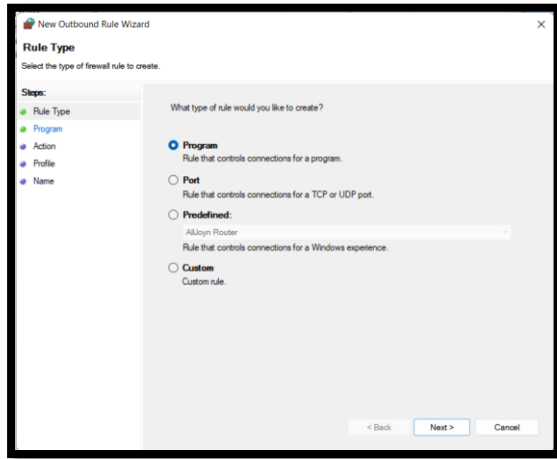 New Outbound Rule Wizard
Rule Type
Select the type of firewall rule to create.
Steps:
Rule Type
Program
Action
Profile
Name
What type of rule would you like to create?
Program
Rule that controls connections for a program.
Port
Rule that controls connections for a TCP or UDP port.
Predefined:
AllJoyn Router
Rule that controls connections for a Windows experience.
Custom
Custom rule.
< Back Next > Cancel